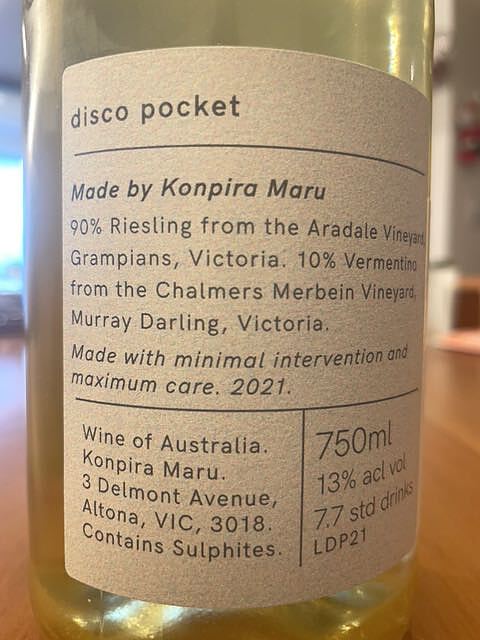 disco pocket
Made by Konpira Maru
90% Riesling from the Aradale Vineyard,
Grampians, Victoria. 10% Vermentino
from the Chalmers Merbein Vineyard,
Murray Darling, Victoria.
Made with minimal intervention and
maximum care. 2021.
Wine of Australia.
Konpira Maru.
3 Delmont Avenue,
Altona, VIC, 3018.
Contains Sulphites.
750ml
13% acl vol
7.7 std drinks
LDP21